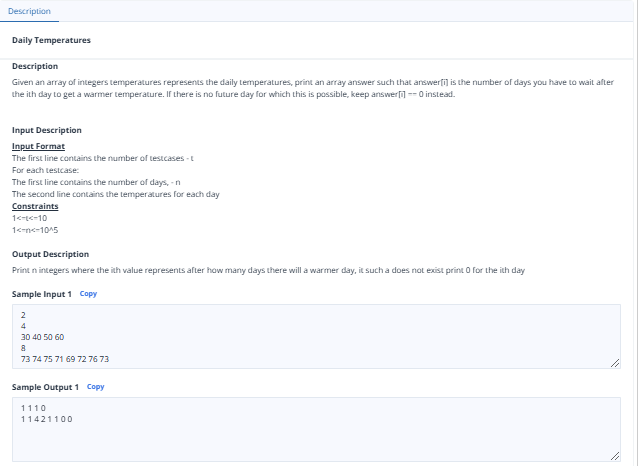 Description
Daily Temperatures
Description
Given an array of integers temperatures represents the daily temperatures, print an array answer such that answer[i] is the number of days you have to wait after
the ith day to get a warmer temperature. If there is no future day for which this is possible, keep answer[i] == 0 instead.
Input Description
Input Format
The first line contains the number of testcases - t
For each testcase:
The first line contains the number of days, - n
The second line contains the temperatures for each day
Constraints
1<=t<=10
1<=n<=10^5
Output Description
Print n integers where the ith value represents after how many days there will a warmer day, it such a does not exist print 0 for the ith day
Sample Input 1 Copy
2
4
30 40 50 60
8
73 74 75 71 69 72 76 73
Sample Output 1 Copy
1 1 1 0
1 1 4 2 1 1 0 0